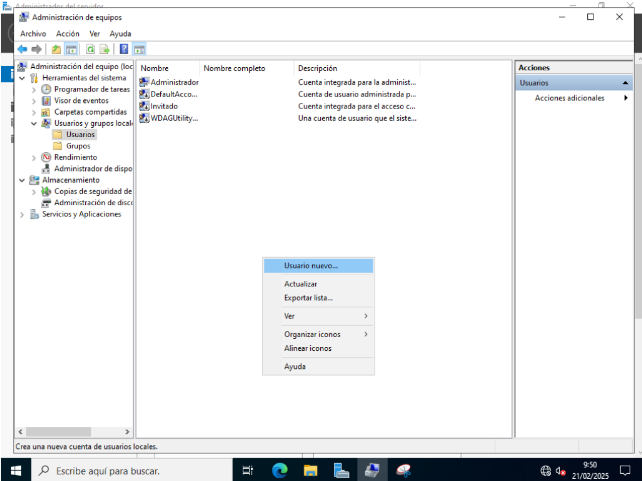 Administrador del servidor
Administración de equipos
Archivo Acción Ver Ayuda
Administración del equipo (loc
Herramientas del sistema
Programador de tareas
Visor de eventos
Carpetas compartidas
Usuarios y grupos locale
Usuarios
Grupos
Rendimiento
Administrador de dispo
Almacenamiento
Copias de seguridad de
Administración de disco
Servicios y Aplicaciones
Nombre Nombre completo Descripción
Administrador Cuenta integrada para la administ...
DefaultAcco... Cuenta de usuario administrada p...
Invitado Cuenta integrada para el acceso c...
WDAGUtility... Una cuenta de usuario que el siste...
Usuario nuevo...
Actualizar
Exportar lista...
Ver
Organizar iconos
Alinear iconos
Ayuda
Acciones
Usuarios
Acciones adicionales
Crea una nueva cuenta de usuarios locales.
Escribe aquí para buscar.
9:50
21/02/2025